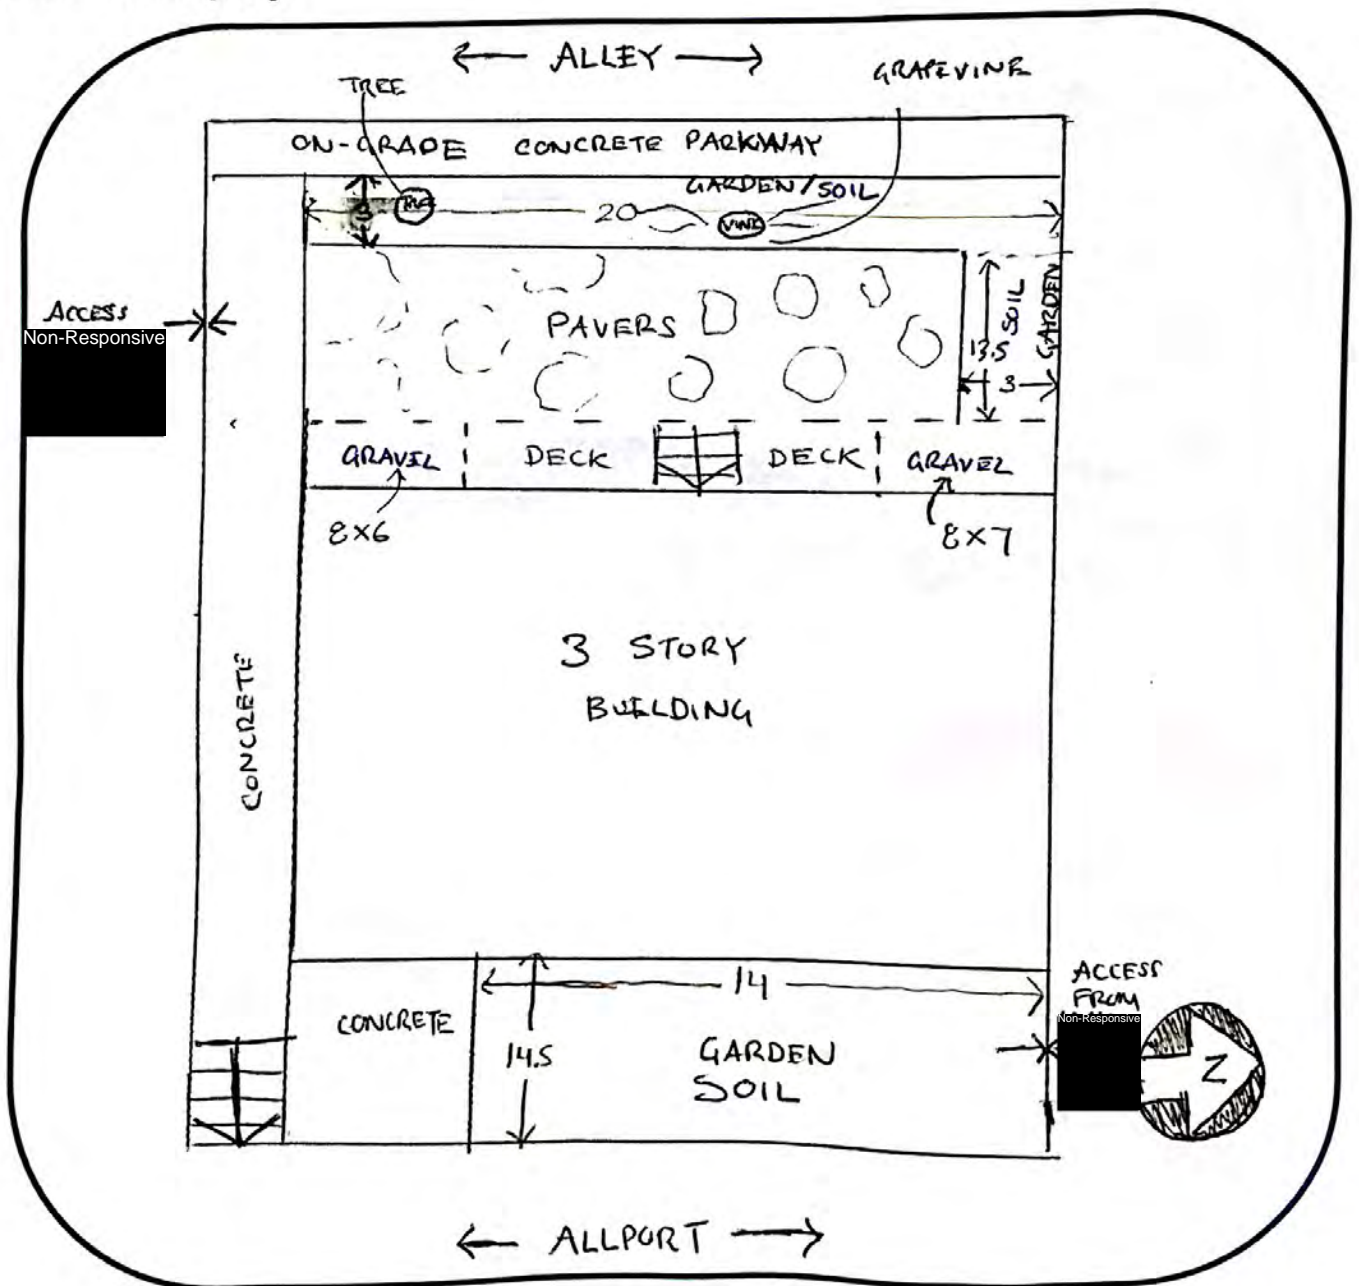 ← ALLEY →
TREE
GRAPEVINE
ON-GRADE CONCRETE PARKWAY
GARDEN/SOIL
3
TREE
20
VINE
ACCESS
Non-Responsive
PAVERS
13.5
SOIL
GARDEN
3
GRAVEL
DECK
DECK
GRAVEL
8X6
8X7
3 STORY
BUILDING
CONCRETE
14
ACCESS
FROM
Non-Responsive
CONCRETE
14.5
GARDEN
SOIL
N
← ALLPORT →